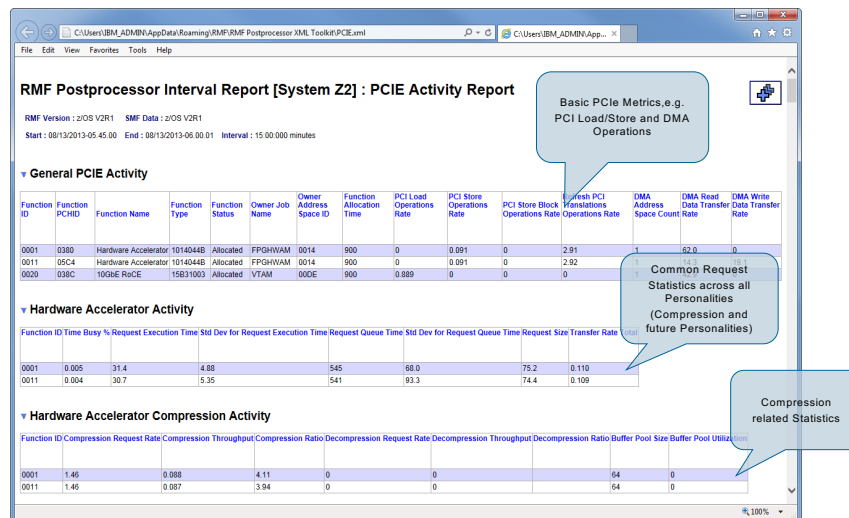 C:\Users\IBM_ADMIN\AppData\Roaming\RMF\RMF Postprocessor XML Toolkit\PCIE.xml
C:\Users\IBM_ADMIN\App...
File Edit View Favorites Tools Help
RMF Postprocessor Interval Report [System Z2] : PCIE Activity Report
RMF Version : z/OS V2R1 SMF Data : z/OS V2R1
Start : 08/13/2013-05.45.00 End : 08/13/2013-06.00.01 Interval : 15:00:000 minutes
Basic PCIe Metrics,e.g.
PCI Load/Store and DMA
Operations
General PCIE Activity
Function ID Function PCHID Function Name Function Type Function Status Owner Job Name Owner Address Space ID Function Allocation Time PCI Load Operations Rate PCI Store Operations Rate PCI Store Block Operations Rate Refresh PCI Translations Operations Rate DMA Address Space Count DMA Read Data Transfer Rate DMA Write Data Transfer Rate
0001 0380 Hardware Accelerator 1014044B Allocated FPGHWAM 0014 900 0 0.091 0 2.91 1 62.0 0
0011 05C4 Hardware Accelerator 1014044B Allocated FPGHWAM 0014 900 0 0.091 0 2.92 1 14.3 18.1
0020 038C 10GbE RoCE 15B31003 Allocated VTAM 00DE 900 0.889 0 0 0 1 42.9 0
Common Request
Statistics across all
Personalities
(Compression and
future Personalities)
Hardware Accelerator Activity
Function ID Time Busy % Request Execution Time Std Dev for Request Execution Time Request Queue Time Std Dev for Request Queue Time Request Size Transfer Rate Total
0001 0.005 31.4 4.88 545 68.0 75.2 0.110
0011 0.004 30.7 5.35 541 93.3 74.4 0.109
Compression
related Statistics
Hardware Accelerator Compression Activity
Function ID Compression Request Rate Compression Throughput Compression Ratio Decompression Request Rate Decompression Throughput Decompression Ratio Buffer Pool Size Buffer Pool Utilization
0001 1.46 0.088 4.11 0 0 64 0
0011 1.46 0.087 3.94 0 0 64 0
100%